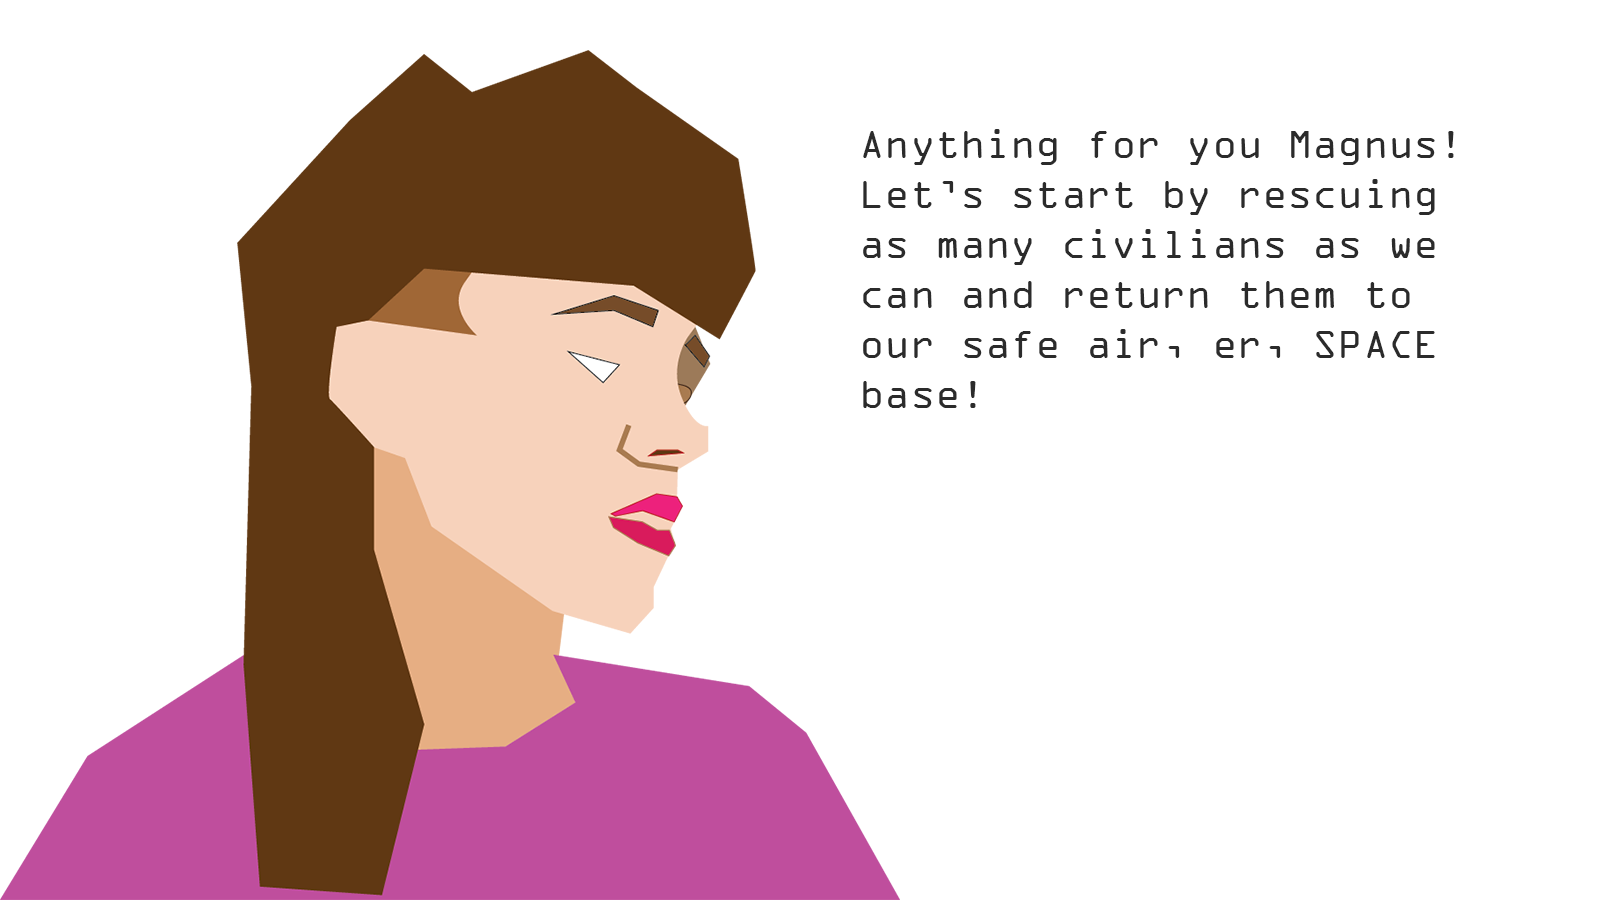 Anything for you Magnus!
Let's start by rescuing
as many civilians as we
can and return them to
our safe air, er, SPACE
base!